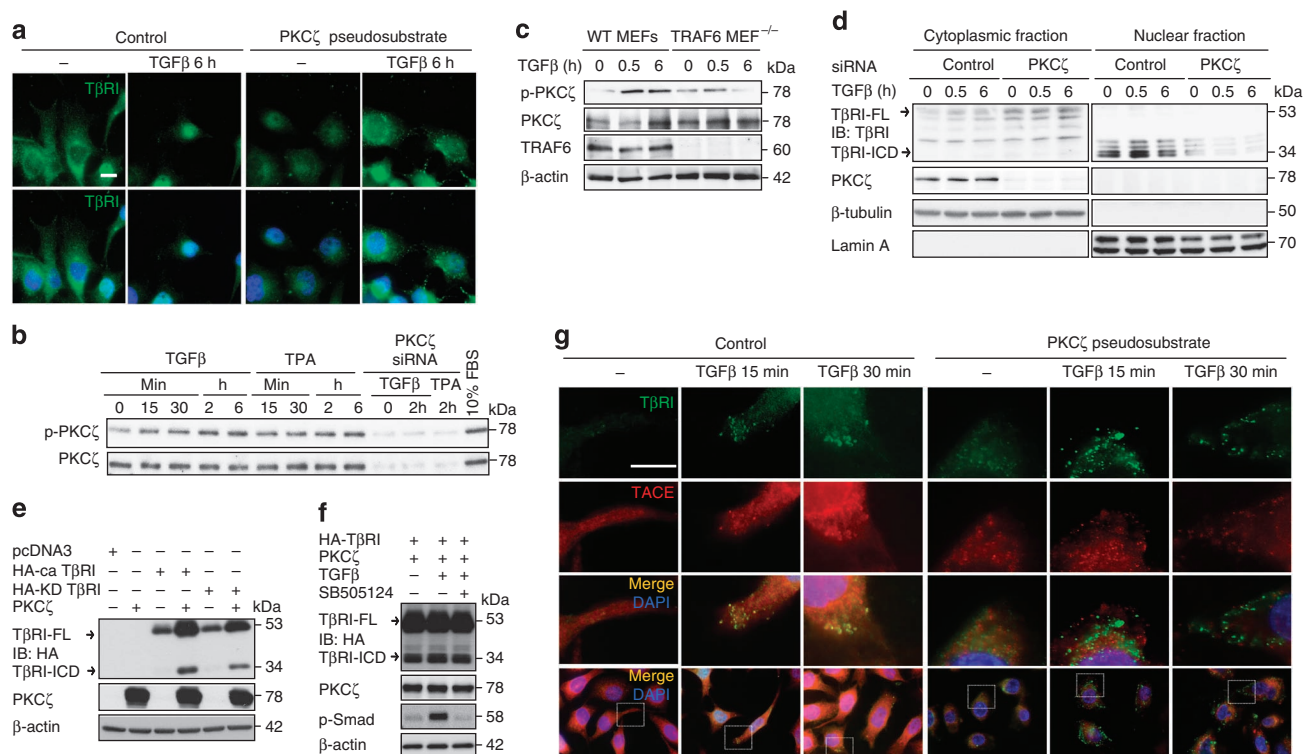 a
Control PKCζ pseudosubstrate
– TGFβ 6 h – TGFβ 6 h
TβRI
TβRI
b
TGFβ TPA PKCζ siRNA 10% FBS
Min h Min h TGFβ TPA
0 15 30 2 6 15 30 2 6 0 2h 2h kDa
p-PKCζ 78
PKCζ 78
c
WT MEFs TRAF6 MEF–/–
TGFβ (h) 0 0.5 6 0 0.5 6 kDa
p-PKCζ 78
PKCζ 78
TRAF6 60
β-actin 42
d
Cytoplasmic fraction Nuclear fraction
siRNA Control PKCζ Control PKCζ
TGFβ (h) 0 0.5 6 0 0.5 6 0 0.5 6 0 0.5 6 kDa
TβRI-FL 53
IB: TβRI
TβRI-ICD 34
PKCζ 78
β-tubulin 50
Lamin A 70
e
pcDNA3 + – – – – –
HA-ca TβRI – – + + – –
HA-KD TβRI – – – – + +
PKCζ – + – + – + kDa
TβRI-FL 53
IB: HA
TβRI-ICD 34
PKCζ 78
β-actin 42
f
HA-TβRI + + +
PKCζ + + +
TGFβ – + +
SB505124 – – + kDa
TβRI-FL 53
IB: HA
TβRI-ICD 34
PKCζ 78
p-Smad 58
β-actin 42
g
Control PKCζ pseudosubstrate
– TGFβ 15 min TGFβ 30 min – TGFβ 15 min TGFβ 30 min
TβRI
TACE
Merge
DAPI
Merge
DAPI